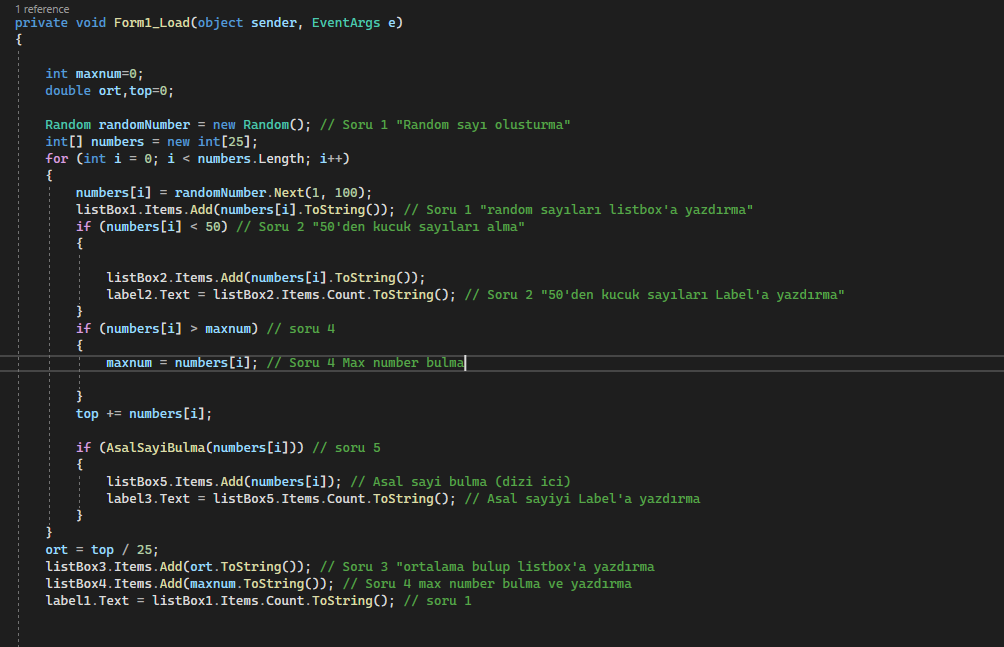 1 reference
private void Form1_Load(object sender, EventArgs e)
{
int maxnum=0;
double ort,top=0;
Random randomNumber = new Random(); // Soru 1 "Random sayı olusturma"
int[] numbers = new int[25];
for (int i = 0; i < numbers.Length; i++)
{
numbers[i] = randomNumber.Next(1, 100);
listBox1.Items.Add(numbers[i].ToString()); // Soru 1 "random sayıları listbox'a yazdırma"
if (numbers[i] < 50) // Soru 2 "50'den kucuk sayıları alma"
{
listBox2.Items.Add(numbers[i].ToString());
label2.Text = listBox2.Items.Count.ToString(); // Soru 2 "50'den kucuk sayıları Label'a yazdırma"
}
if (numbers[i] > maxnum) // soru 4
{
maxnum = numbers[i]; // Soru 4 Max number bulma
}
top += numbers[i];
if (AsalSayiBulma(numbers[i])) // soru 5
{
listBox5.Items.Add(numbers[i]); // Asal sayi bulma (dizi ici)
label3.Text = listBox5.Items.Count.ToString(); // Asal sayiyi Label'a yazdırma
}
}
ort = top / 25;
listBox3.Items.Add(ort.ToString()); // Soru 3 "ortalama bulup listbox'a yazdırma
listBox4.Items.Add(maxnum.ToString()); // Soru 4 max number bulma ve yazdırma
label1.Text = listBox1.Items.Count.ToString(); // soru 1